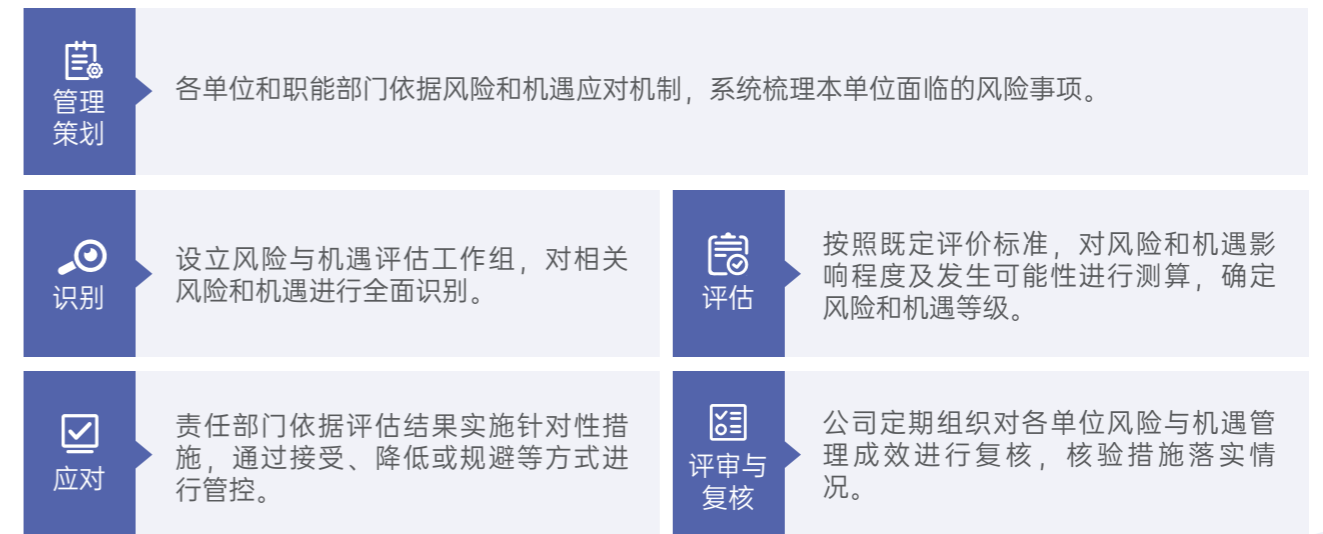 管理
策划
各单位和职能部门依据风险和机遇应对机制，系统梳理本单位面临的风险事项。
识别
设立风险与机遇评估工作组，对相关
风险和机遇进行全面识别。
评估
按照既定评价标准，对风险和机遇影
响程度及发生可能性进行测算，确定
风险和机遇等级。
应对
责任部门依据评估结果实施针对性措
施，通过接受、降低或规避等方式进
行管控。
评审与
复核
公司定期组织对各单位风险与机遇管
理成效进行复核，核验措施落实情
况。